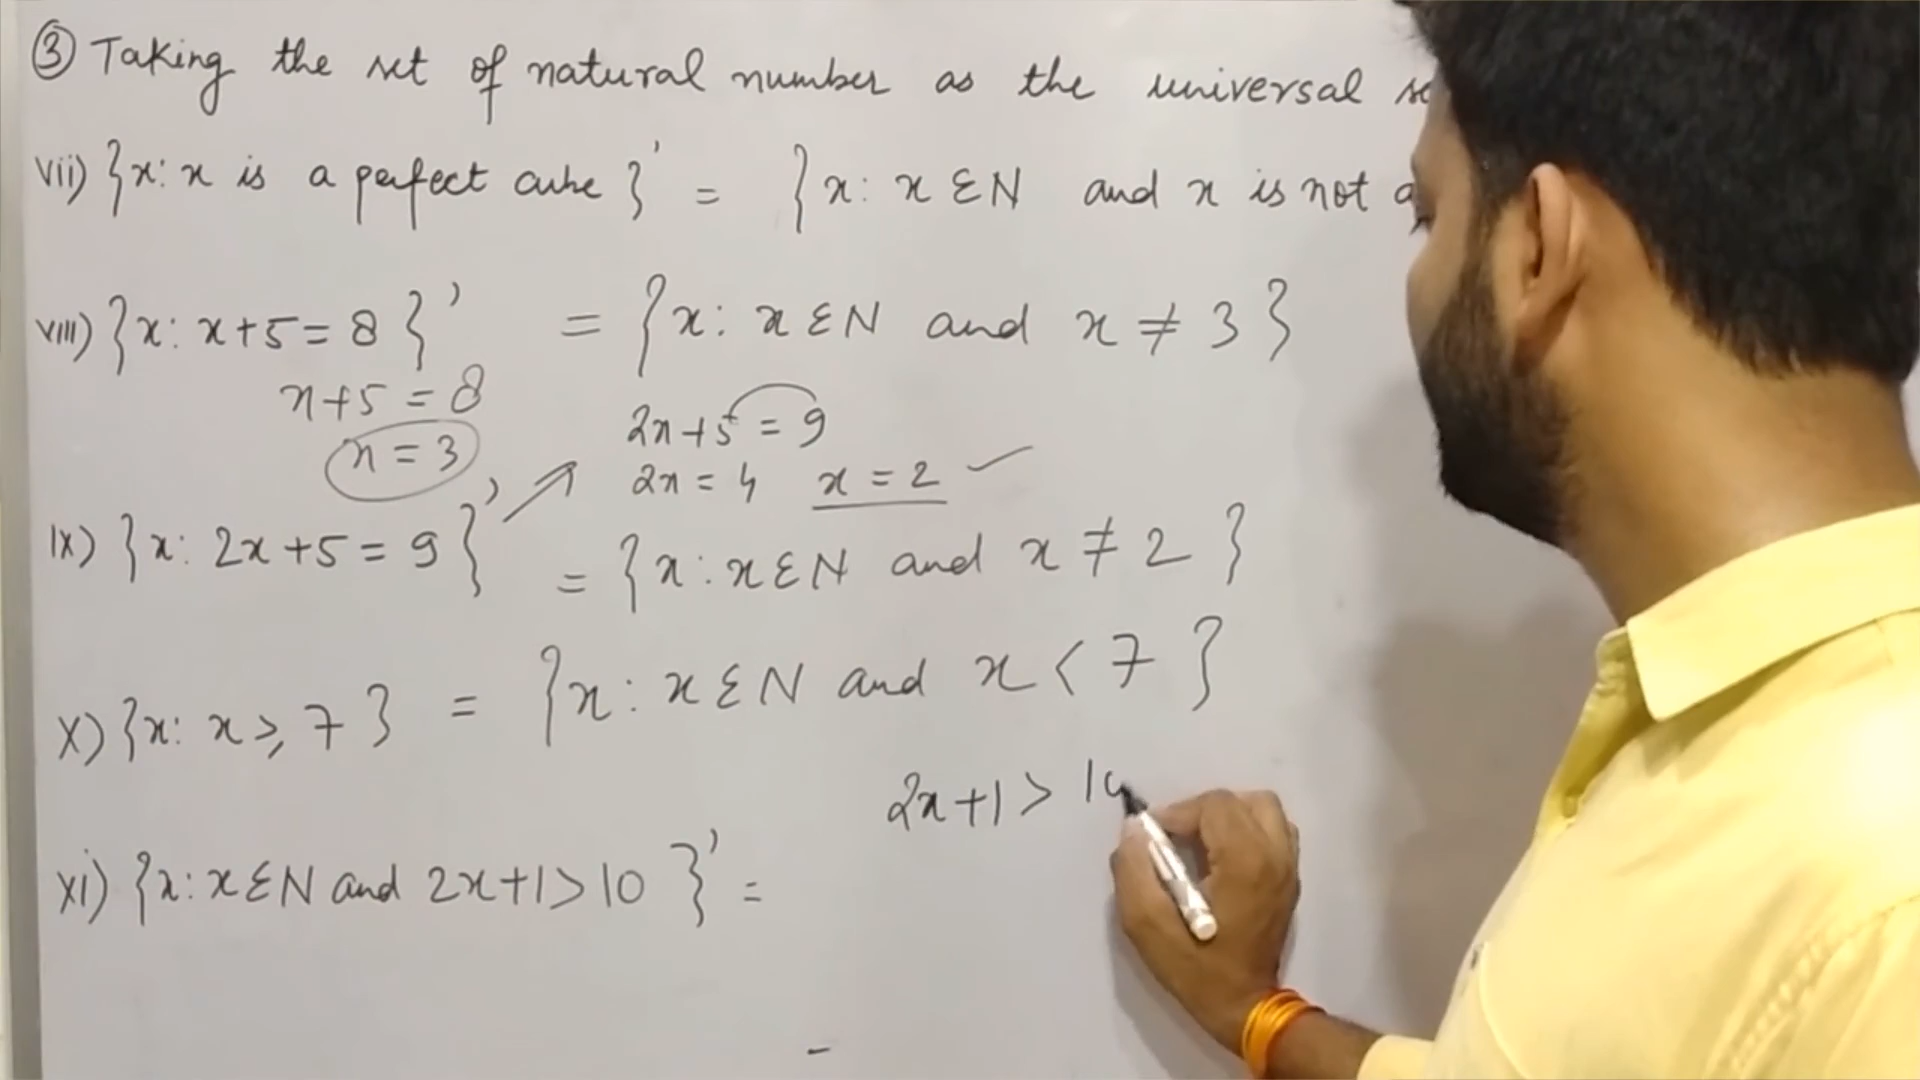 ③ Taking the set of natural number as the universal
vii) {x: x is a perfect cube}' = {x: x ∈ N and x is not
viii) {x: x+5=8}' = {x: x ∈ N and x ≠ 3}
x+5 = 8
x = 3
2x+5 = 9
2x = 4 x = 2 ✓
ix) {x: 2x+5=9}' = {x: x ∈ N and x ≠ 2}
x) {x: x ≥ 7} = {x: x ∈ N and x < 7}
2x+1 >
xi) {x: x ∈ N and 2x+1>10}' =